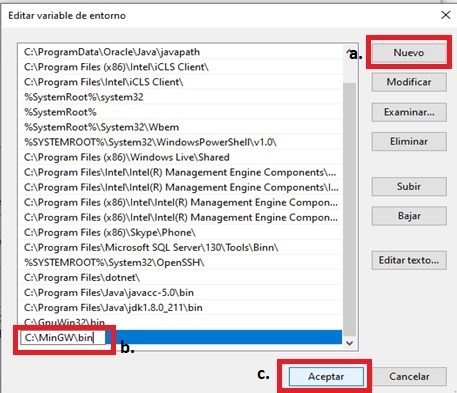 Editar variable de entorno
C:\ProgramData\Oracle\Java\javapath
C:\Program Files (x86)\Intel\iCLS Client\
C:\Program Files\Intel\iCLS Client\
%SystemRoot%\system32
%SystemRoot%
%SystemRoot%\System32\Wbem
%SYSTEMROOT%\System32\WindowsPowerShell\v1.0\
C:\Program Files (x86)\Windows Live\Shared
C:\Program Files\Intel\Intel(R) Management Engine Components\...
C:\Program Files\Intel\Intel(R) Management Engine Components\I...
C:\Program Files (x86)\Intel\Intel(R) Management Engine Compon...
C:\Program Files (x86)\Intel\Intel(R) Management Engine Compon...
C:\Program Files (x86)\Skype\Phone\
C:\Program Files\Microsoft SQL Server\130\Tools\Binn\
%SYSTEMROOT%\System32\OpenSSH\
C:\Program Files\dotnet\
C:\Program Files\Java\javacc-5.0\bin
C:\Program Files\Java\jdk1.8.0_211\bin
C:\GnuWin32\bin
C:\MinGW\bin
b.
a.
Nuevo
Modificar
Examinar...
Eliminar
Subir
Bajar
Editar texto...
c.
Aceptar
Cancelar